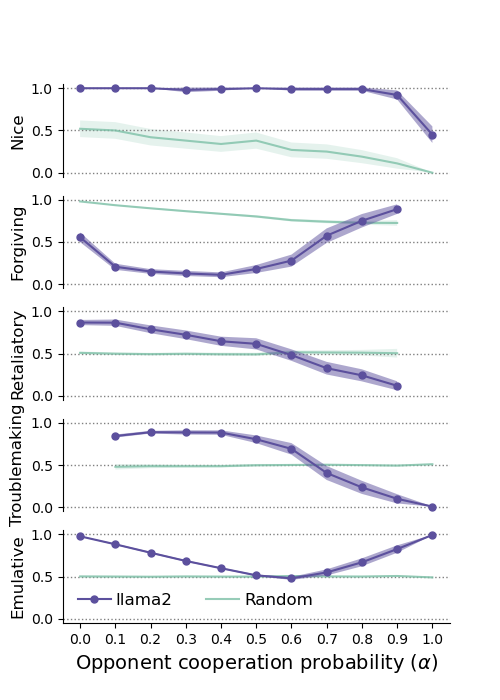 Nice
1.0
0.5
0.0
Forgiving
1.0
0.5
0.0
Retaliatory
1.0
0.5
0.0
Troublemaking
1.0
0.5
0.0
Emulative
1.0
0.5
0.0
llama2 Random
0.0 0.1 0.2 0.3 0.4 0.5 0.6 0.7 0.8 0.9 1.0
Opponent cooperation probability (α)